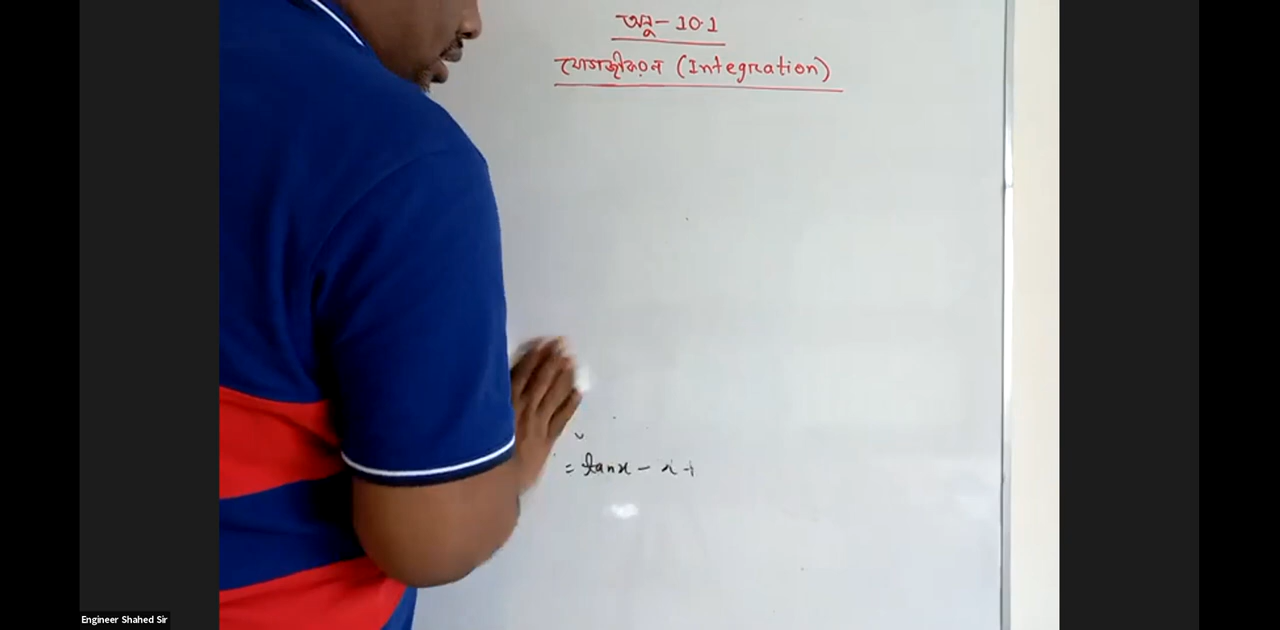 অনু- 10.1
যোগজীকরণ (Integration)
= tanx - x +
Engineer Shahed Sir